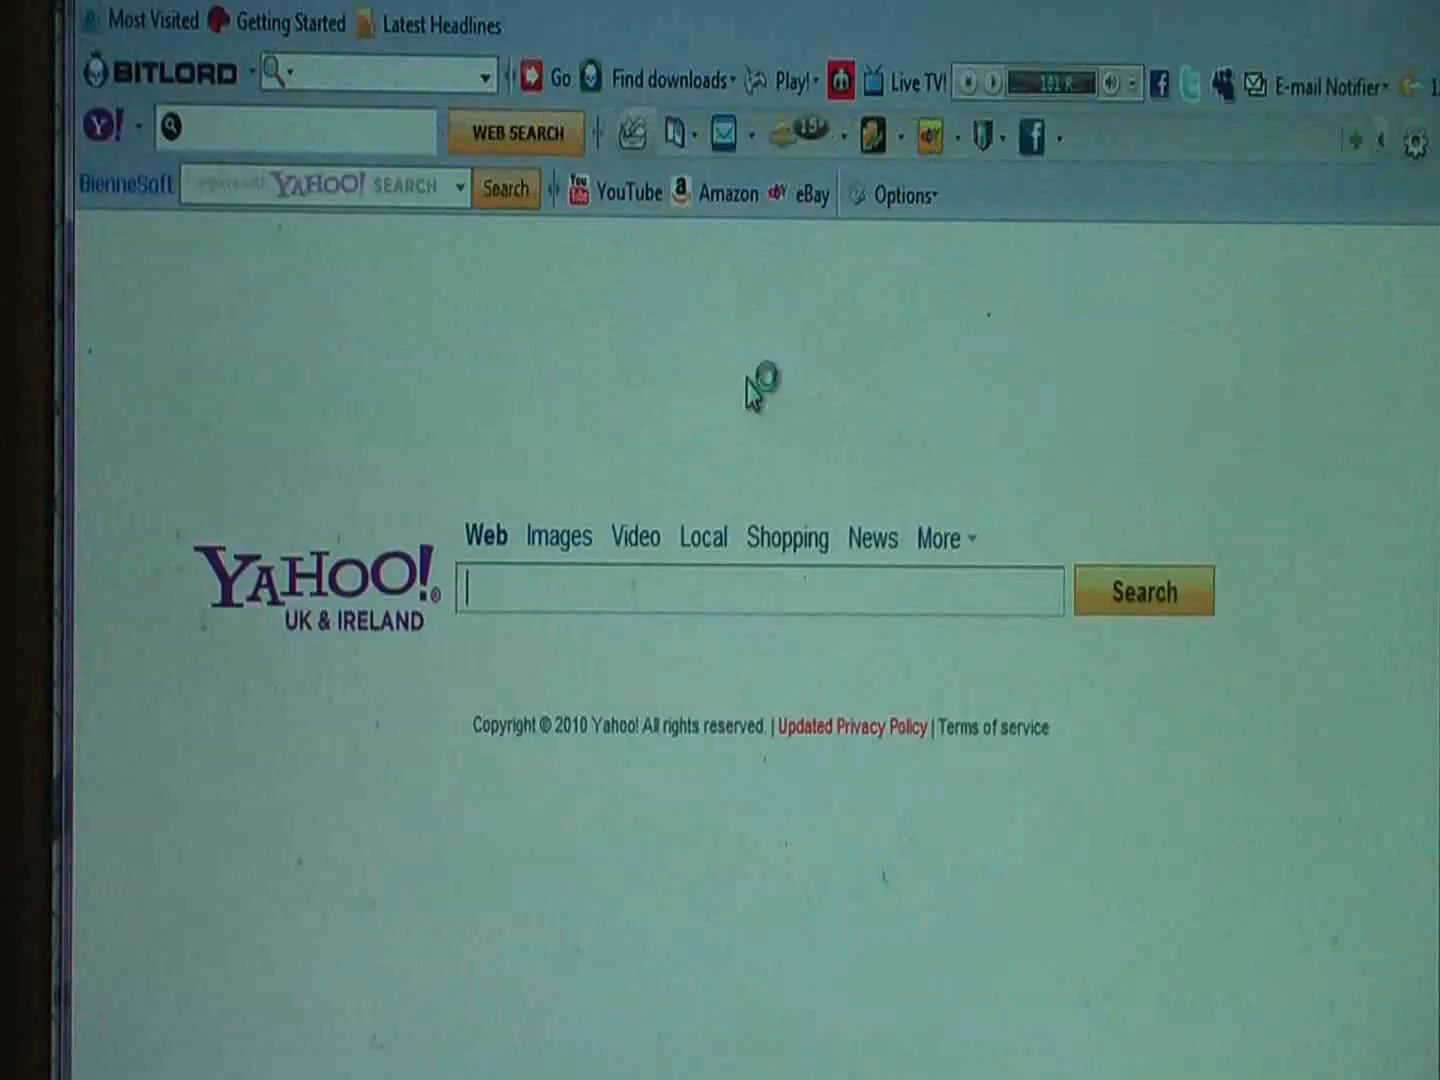 Most Visited Getting Started Latest Headlines
BITLORD Go Find downloads Play! Live TV! E-mail Notifier
Y! WEB SEARCH
BienneSoft YAHOO! SEARCH Search YouTube Amazon eBay Options
Web Images Video Local Shopping News More
YAHOO!® Search
UK & IRELAND
Copyright © 2010 Yahoo! All rights reserved. | Updated Privacy Policy | Terms of service